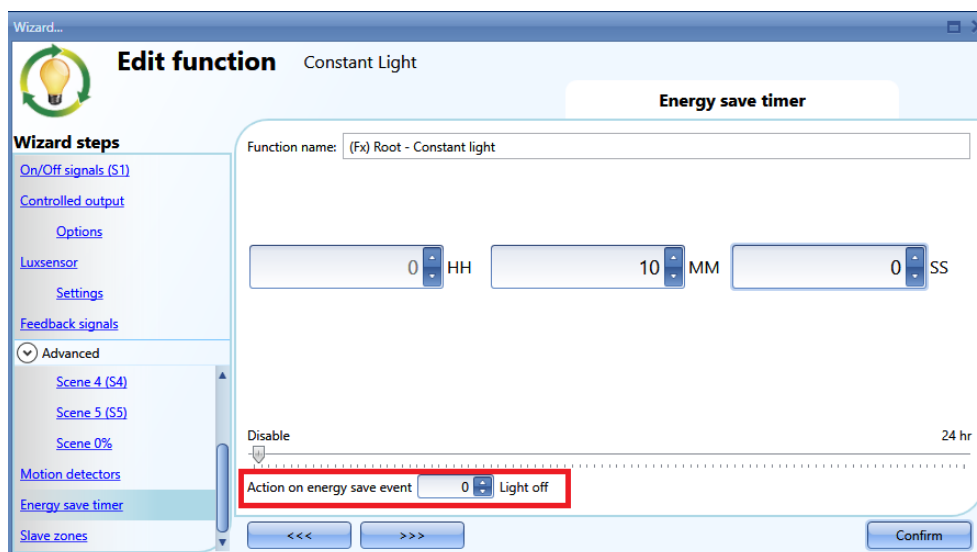 Wizard...
Edit function Constant Light
Energy save timer
Wizard steps
On/Off signals (S1)
Controlled output
Options
Luxsensor
Settings
Feedback signals
Advanced
Scene 4 (S4)
Scene 5 (S5)
Scene 0%
Motion detectors
Energy save timer
Slave zones
Function name: (Fx) Root - Constant light
0 HH 10 MM 0 SS
Disable 24 hr
Action on energy save event 0 Light off
<<< >>> Confirm